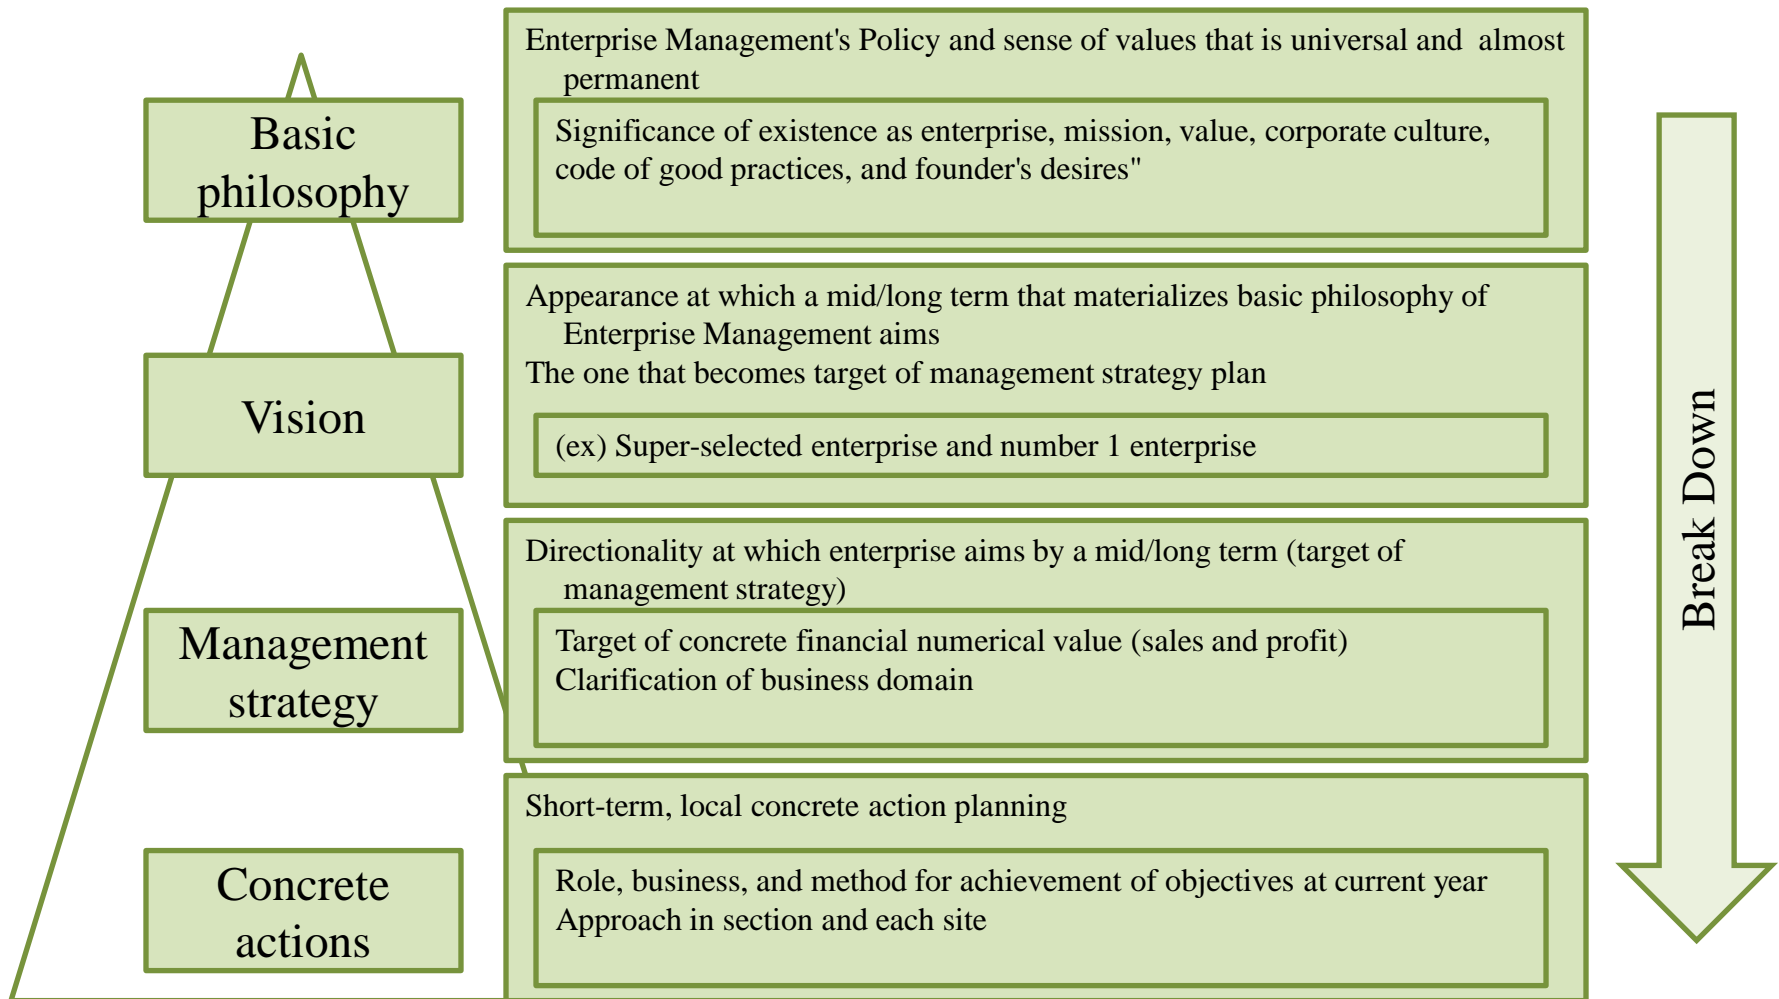 Basic
philosophy
Enterprise Management's Policy and sense of values that is universal and almost
permanent
Significance of existence as enterprise, mission, value, corporate culture,
code of good practices, and founder's desires"
Vision
Appearance at which a mid/long term that materializes basic philosophy of
Enterprise Management aims
The one that becomes target of management strategy plan
(ex) Super-selected enterprise and number 1 enterprise
Management
strategy
Directionality at which enterprise aims by a mid/long term (target of
management strategy)
Target of concrete financial numerical value (sales and profit)
Clarification of business domain
Concrete
actions
Short-term, local concrete action planning
Role, business, and method for achievement of objectives at current year
Approach in section and each site
Break Down